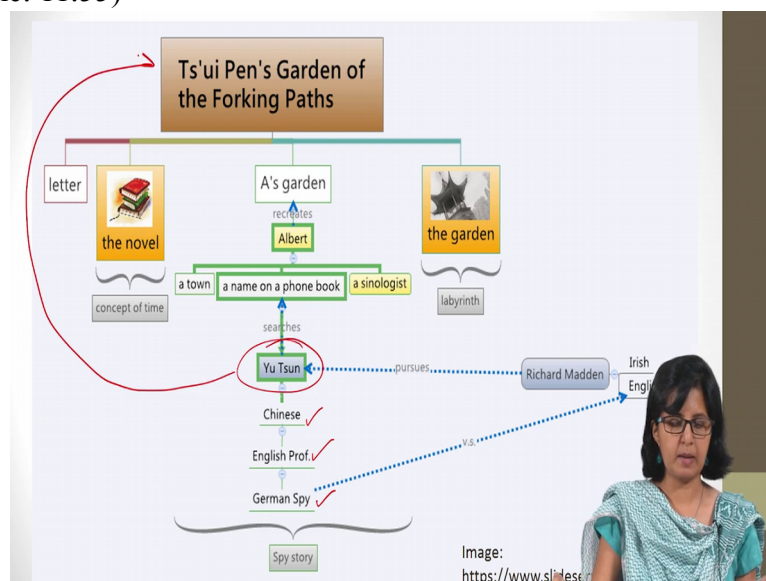 Ts'ui Pen's Garden of
the Forking Paths
letter
the novel
A's garden
the garden
recreates
Albert
a town
a name on a phone book
a sinologist
concept of time
labyrinth
searches
Yu Tsun
pursues
Richard Madden
Irish
Chinese
English Prof.
v.s.
German Spy
Spy story
Image: